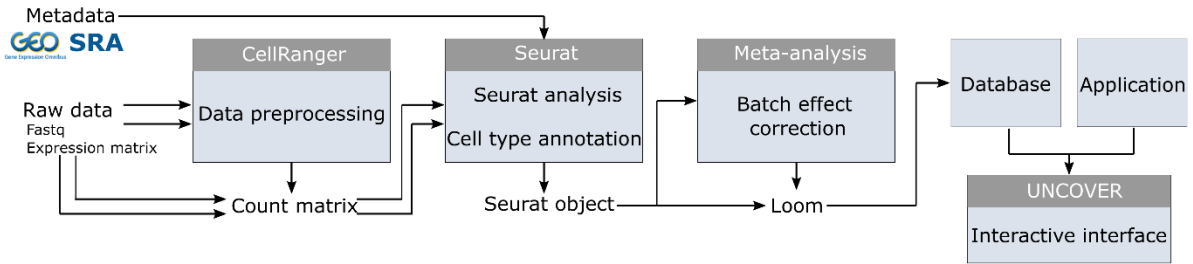 Metadata
GEO SRA
Gene Expression Omnibus
Raw data
Fastq
Expression matrix
CellRanger
Data preprocessing
Count matrix
Seurat
Seurat analysis
Cell type annotation
Seurat object
Meta-analysis
Batch effect
correction
Loom
Database
Application
UNCOVER
Interactive interface